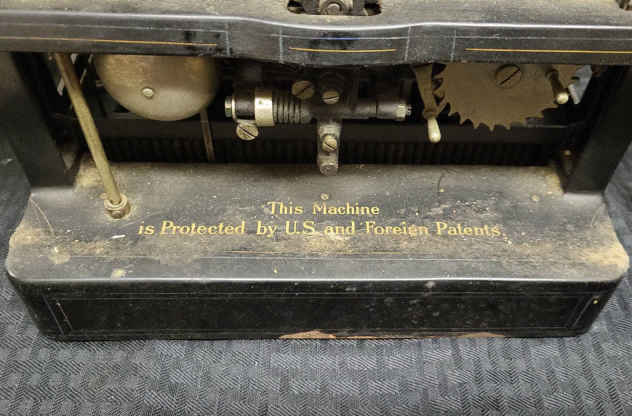 This Machine
is Protected by U.S. and Foreign Patents.